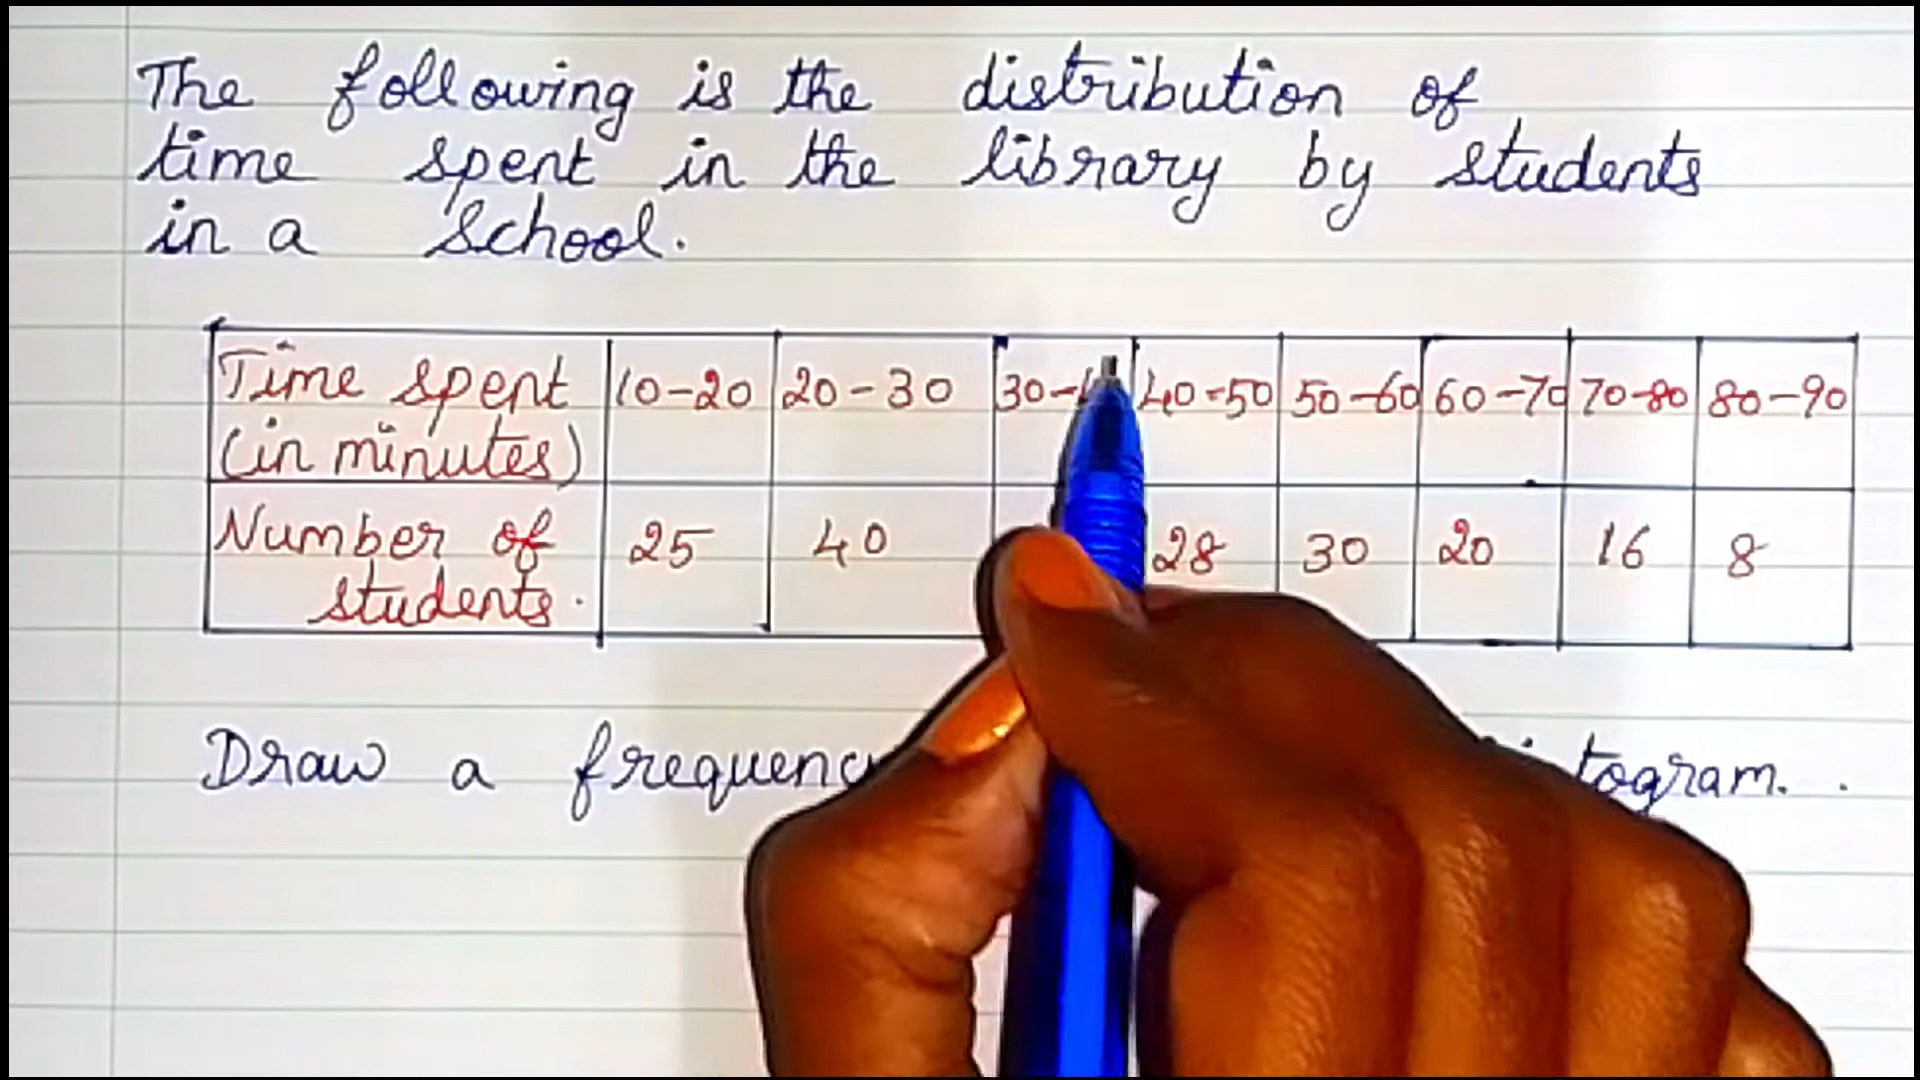 The following is the distribution of
time spent in the library by students
in a school.
Time spent 10-20 20-30 30- 40-50 50-60 60-70 70-80 80-90
(in minutes)
Number of 25 40 28 30 20 16 8
students.
Draw a